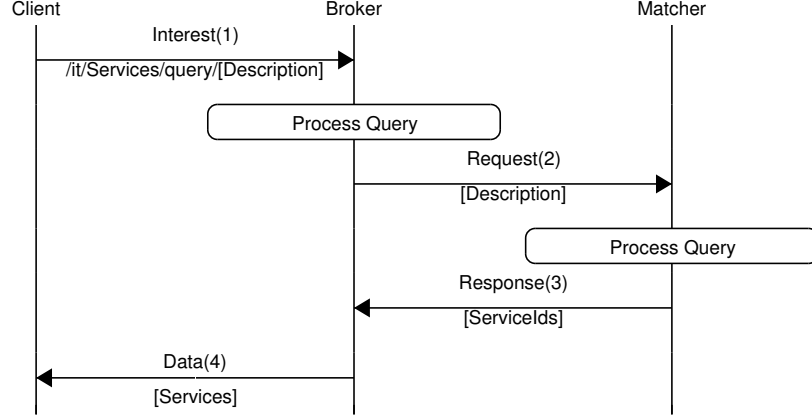 Client Broker Matcher
Interest(1)
/it/Services/query/[Description]
Process Query
Request(2)
[Description]
Process Query
Response(3)
[ServiceIds]
Data(4)
[Services]